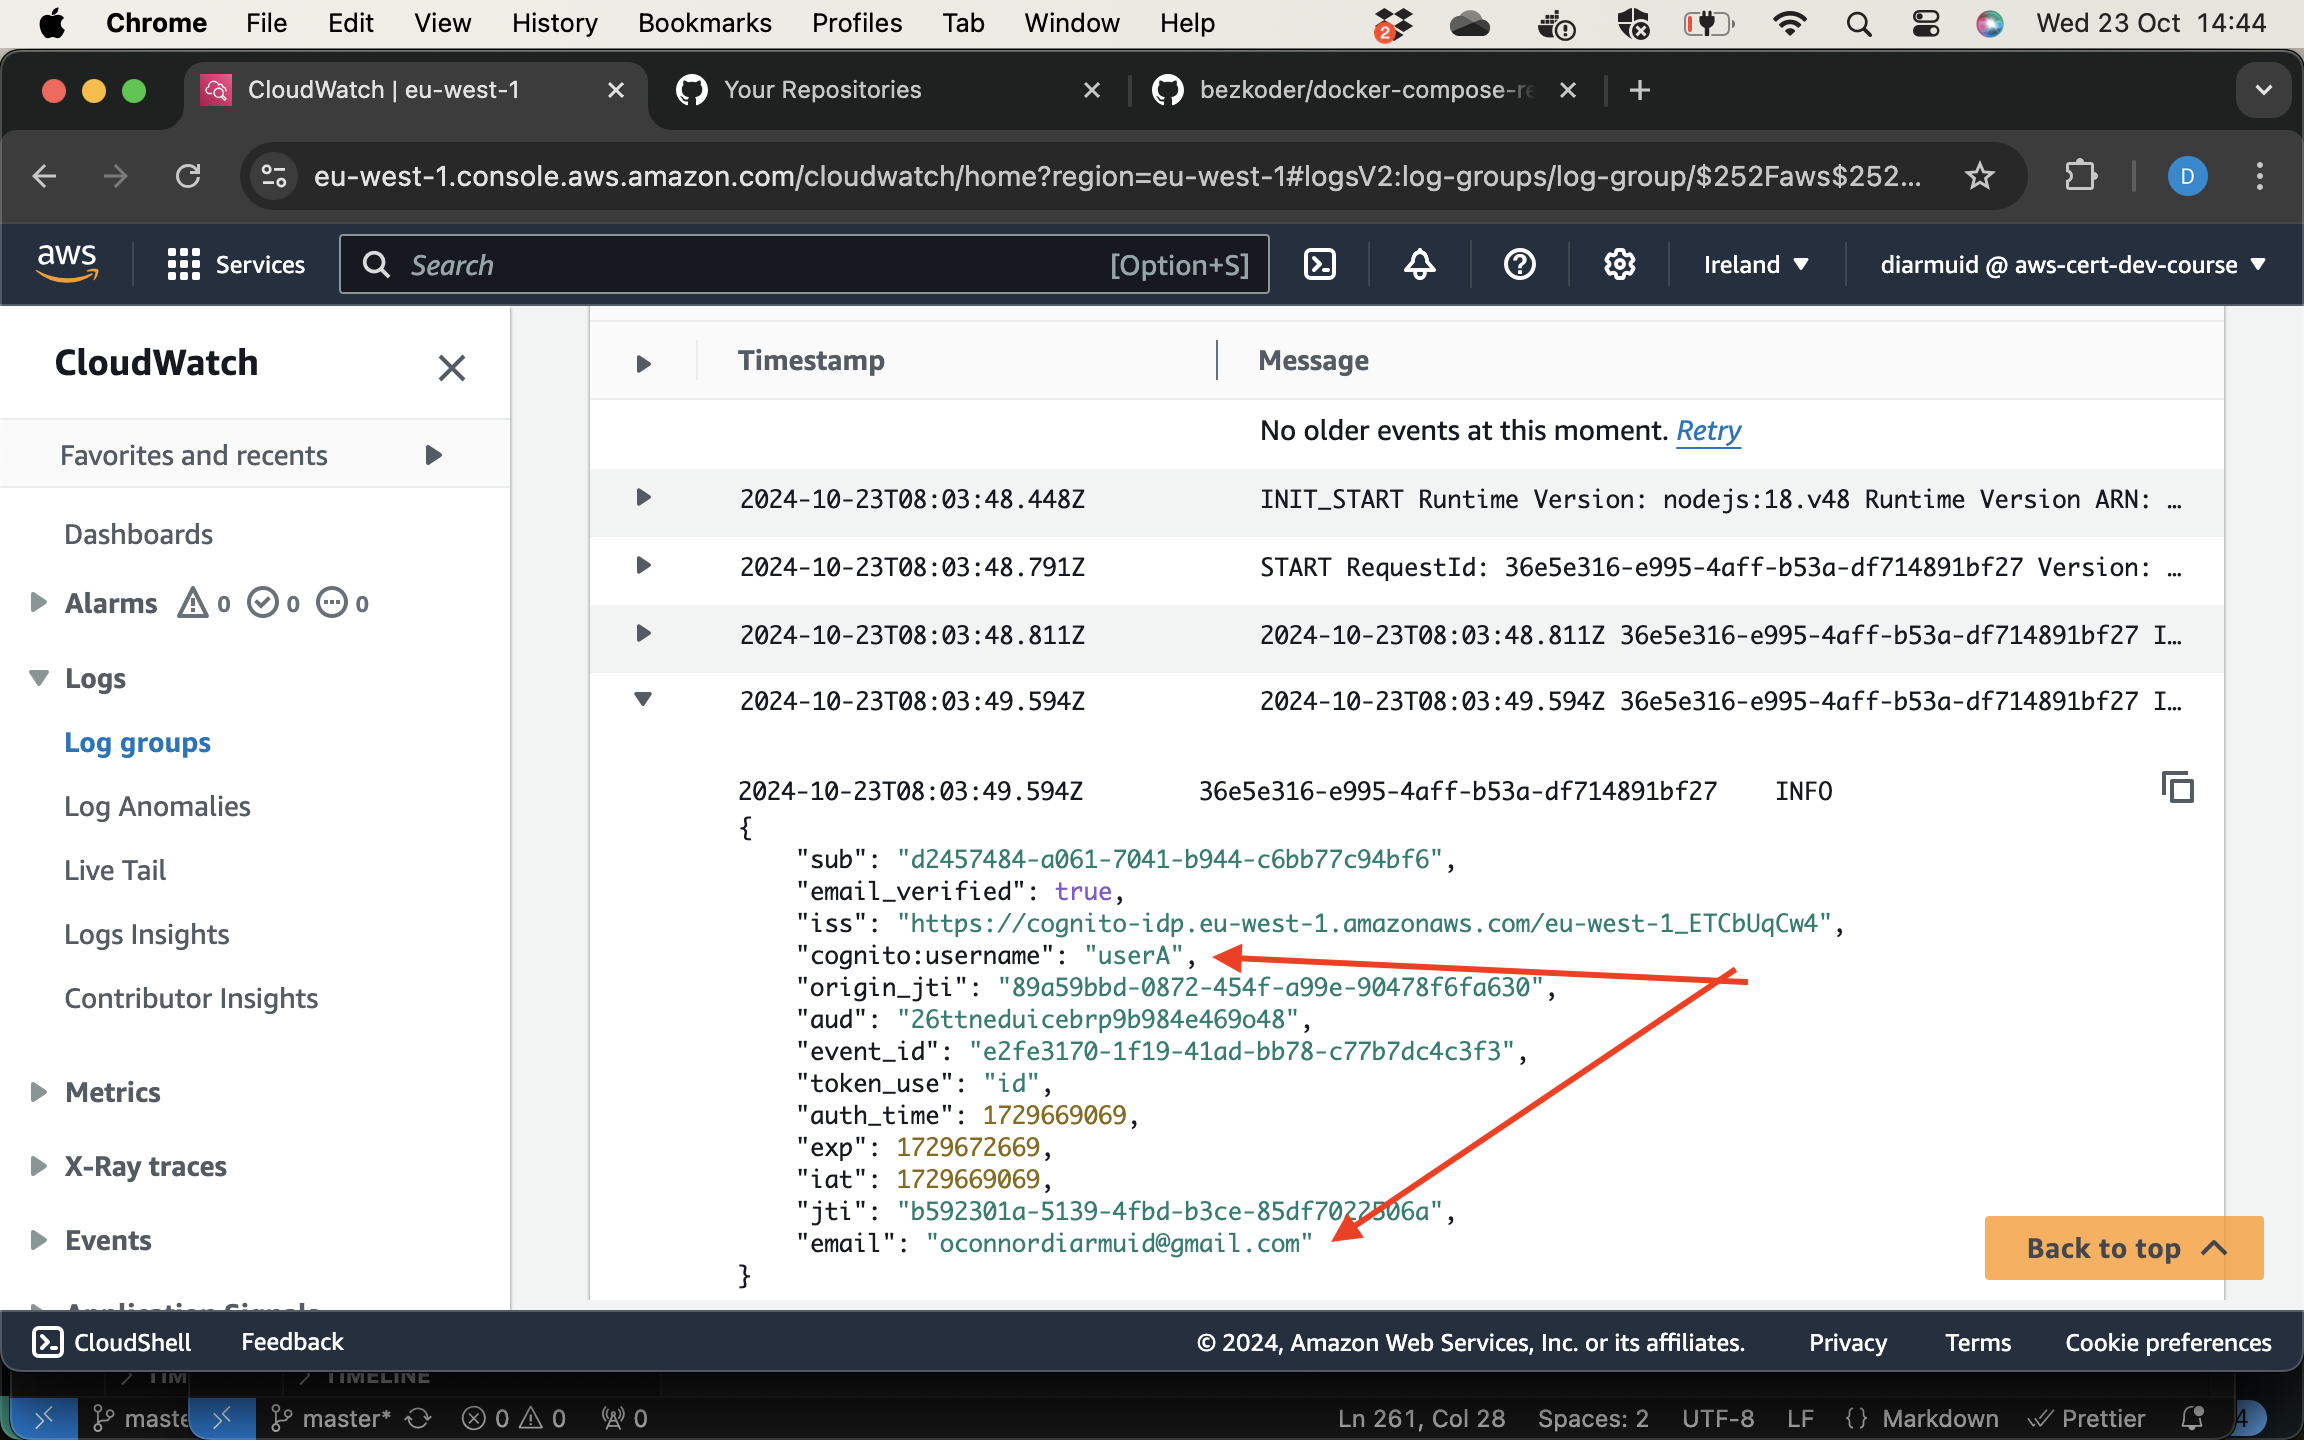 Chrome File Edit View History Bookmarks Profiles Tab Window Help 2 Wed 23 Oct 14:44
CloudWatch | eu-west-1 Your Repositories bezkoder/docker-compose-re
eu-west-1.console.aws.amazon.com/cloudwatch/home?region=eu-west-1#logsV2:log-groups/log-group/$252Faws$252... D
aws Services Search [Option+S] Ireland diarmuid @ aws-cert-dev-course
CloudWatch
Favorites and recents
Dashboards
Alarms 0 0 0
Logs
Log groups
Log Anomalies
Live Tail
Logs Insights
Contributor Insights
Metrics
X-Ray traces
Events
Application Signals
Timestamp Message
No older events at this moment. Retry
2024-10-23T08:03:48.448Z INIT_START Runtime Version: nodejs:18.v48 Runtime Version ARN: …
2024-10-23T08:03:48.791Z START RequestId: 36e5e316-e995-4aff-b53a-df714891bf27 Version: …
2024-10-23T08:03:48.811Z 2024-10-23T08:03:48.811Z 36e5e316-e995-4aff-b53a-df714891bf27 I…
2024-10-23T08:03:49.594Z 2024-10-23T08:03:49.594Z 36e5e316-e995-4aff-b53a-df714891bf27 I…
2024-10-23T08:03:49.594Z 36e5e316-e995-4aff-b53a-df714891bf27 INFO
{
"sub": "d2457484-a061-7041-b944-c6bb77c94bf6",
"email_verified": true,
"iss": "https://cognito-idp.eu-west-1.amazonaws.com/eu-west-1_ETCbUqCw4",
"cognito:username": "userA",
"origin_jti": "89a59bbd-0872-454f-a99e-90478f6fa630",
"aud": "26ttneduicebrp9b984e469o48",
"event_id": "e2fe3170-1f19-41ad-bb78-c77b7dc4c3f3",
"token_use": "id",
"auth_time": 1729669069,
"exp": 1729672669,
"iat": 1729669069,
"jti": "b592301a-5139-4fbd-b3ce-85df7022506a",
"email": "oconnordiarmuid@gmail.com"
}
Back to top
CloudShell Feedback © 2024, Amazon Web Services, Inc. or its affiliates. Privacy Terms Cookie preferences
TIM TIMELINE
maste master* 0 0 0 Ln 261, Col 28 Spaces: 2 UTF-8 LF {} Markdown Prettier 4